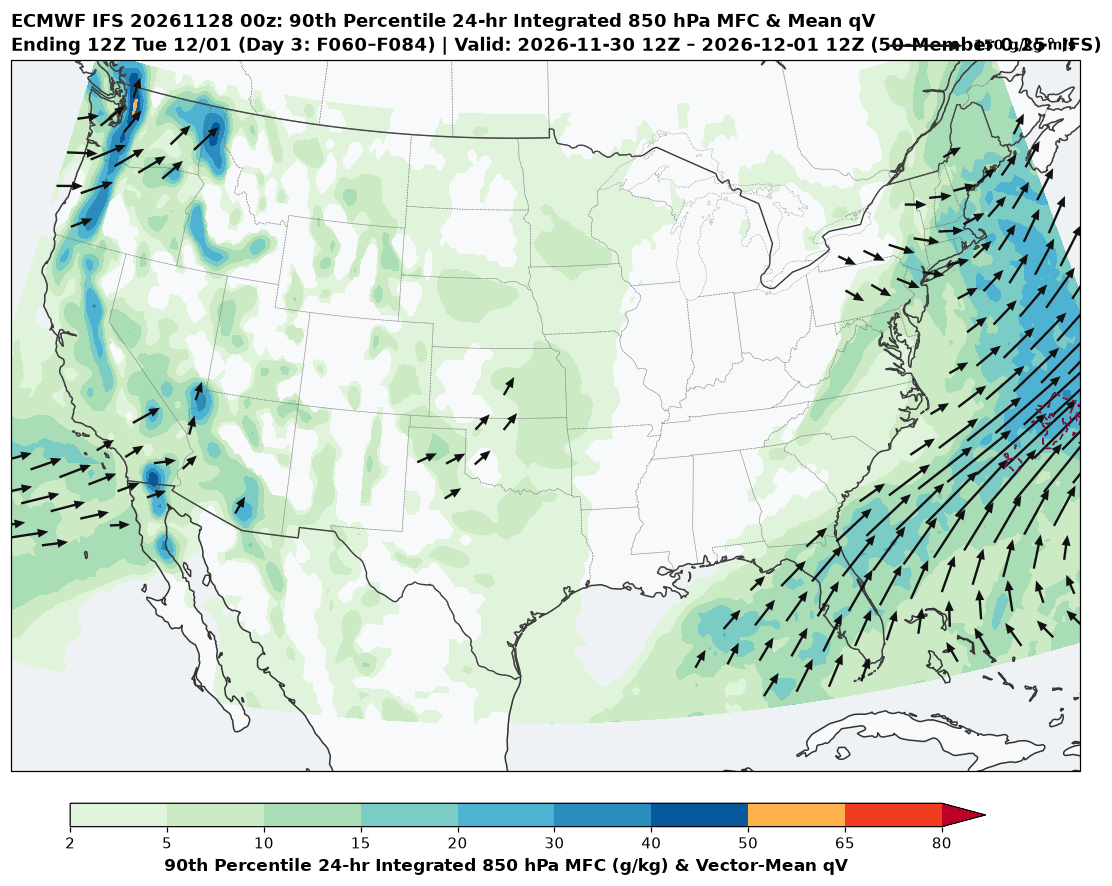 ECMWF IFS 20261128 00z: 90th Percentile 24-hr Integrated 850 hPa MFC & Mean qV
Ending 12Z Tue 12/01 (Day 3: F060–F084) | Valid: 2026-11-30 12Z – 2026-12-01 12Z (50-Member 0.25° IFS)
150 g/kg m/s
2 5 10 15 20 30 40 50 65 80
90th Percentile 24-hr Integrated 850 hPa MFC (g/kg) & Vector-Mean qV